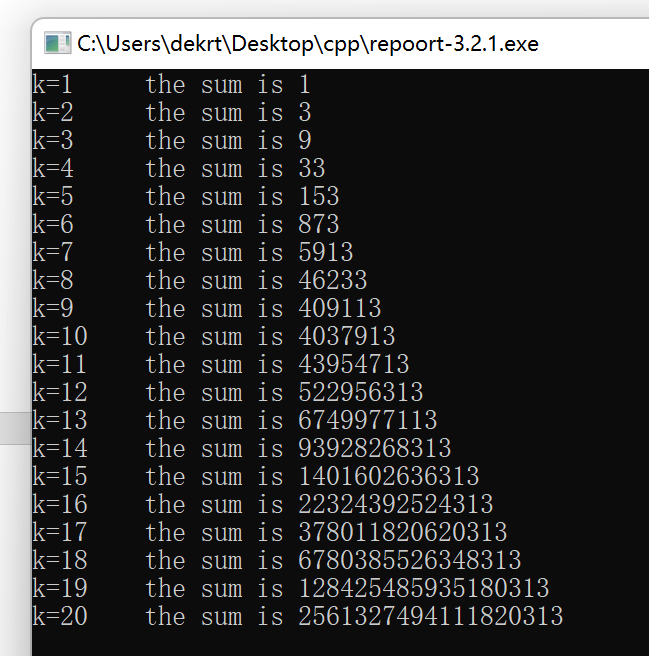 C:\Users\dekrt\Desktop\cpp\repoort-3.2.1.exe
k=1 the sum is 1
k=2 the sum is 3
k=3 the sum is 9
k=4 the sum is 33
k=5 the sum is 153
k=6 the sum is 873
k=7 the sum is 5913
k=8 the sum is 46233
k=9 the sum is 409113
k=10 the sum is 4037913
k=11 the sum is 43954713
k=12 the sum is 522956313
k=13 the sum is 6749977113
k=14 the sum is 93928268313
k=15 the sum is 1401602636313
k=16 the sum is 22324392524313
k=17 the sum is 378011820620313
k=18 the sum is 6780385526348313
k=19 the sum is 128425485935180313
k=20 the sum is 2561327494111820313